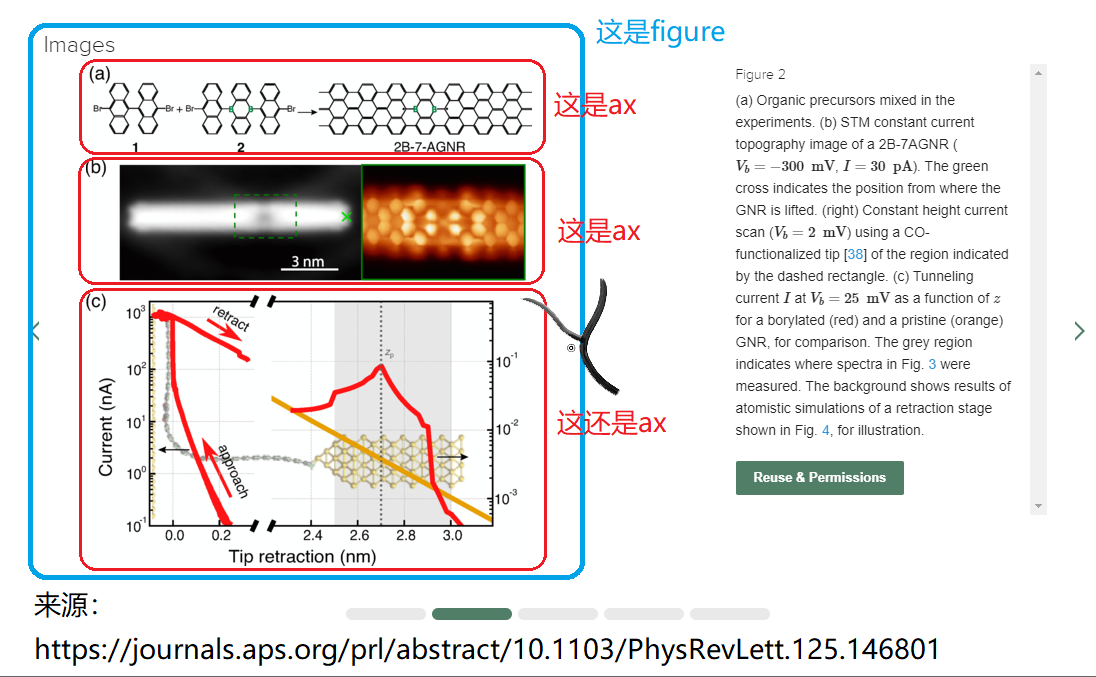 这是figure
Images
(a)
Br
Br + Br
B
B
Br
B
B
1
2
2B-7-AGNR
这是ax
(b)
3 nm
这是ax
(c)
10³
10²
10¹
10⁰
10⁻¹
Current (nA)
retract
approach
zₚ
10⁻¹
10⁻²
10⁻³
0.0 0.2 2.4 2.6 2.8 3.0
Tip retraction (nm)
这还是ax
Figure 2
(a) Organic precursors mixed in the
experiments. (b) STM constant current
topography image of a 2B-7AGNR (
V_b = −300 mV, I = 30 pA). The green
cross indicates the position from where the
GNR is lifted. (right) Constant height current
scan (V_b = 2 mV) using a CO-
functionalized tip [38] of the region indicated
by the dashed rectangle. (c) Tunneling
current I at V_b = 25 mV as a function of z
for a borylated (red) and a pristine (orange)
GNR, for comparison. The grey region
indicates where spectra in Fig. 3 were
measured. The background shows results of
atomistic simulations of a retraction stage
shown in Fig. 4, for illustration.
Reuse & Permissions
来源：
https://journals.aps.org/prl/abstract/10.1103/PhysRevLett.125.146801